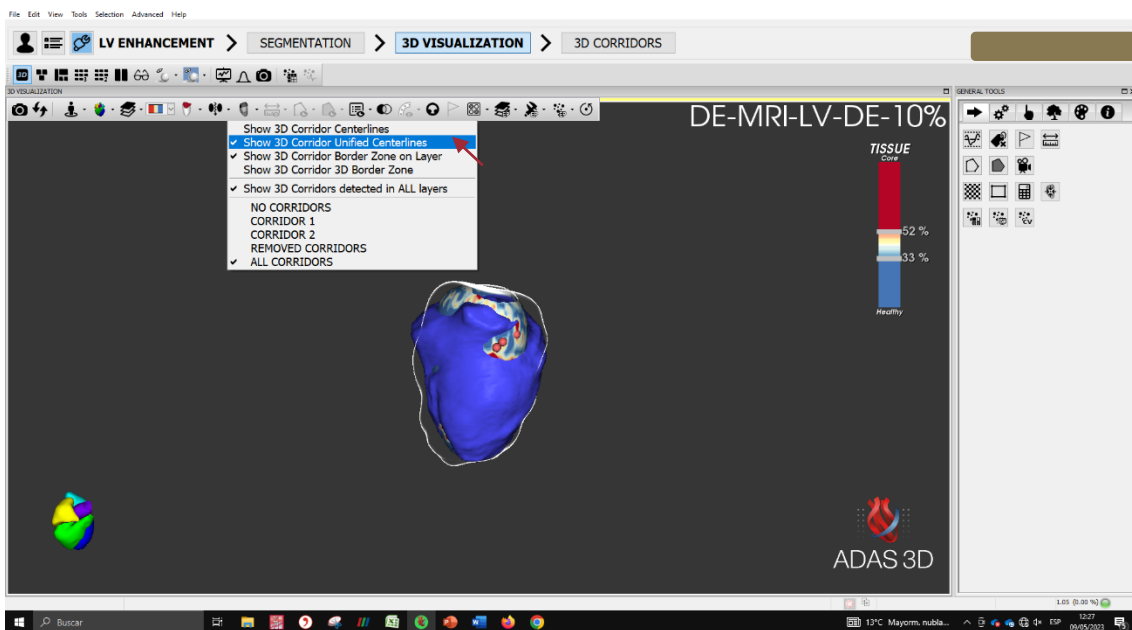 File Edit View Tools Selection Advanced Help
LV ENHANCEMENT SEGMENTATION 3D VISUALIZATION 3D CORRIDORS
3D
3D VISUALIZATION
GENERAL TOOLS
DE-MRI-LV-DE-10%
Show 3D Corridor Centerlines
Show 3D Corridor Unified Centerlines
Show 3D Corridor Border Zone on Layer
Show 3D Corridor 3D Border Zone
Show 3D Corridors detected in ALL layers
NO CORRIDORS
CORRIDOR 1
CORRIDOR 2
REMOVED CORRIDORS
ALL CORRIDORS
TISSUE
Core
52 %
33 %
Healthy
ADAS 3D
1.05 (0.00 %)
Buscar
13°C Mayorm. nubla...
ESP
12:27
09/05/2023